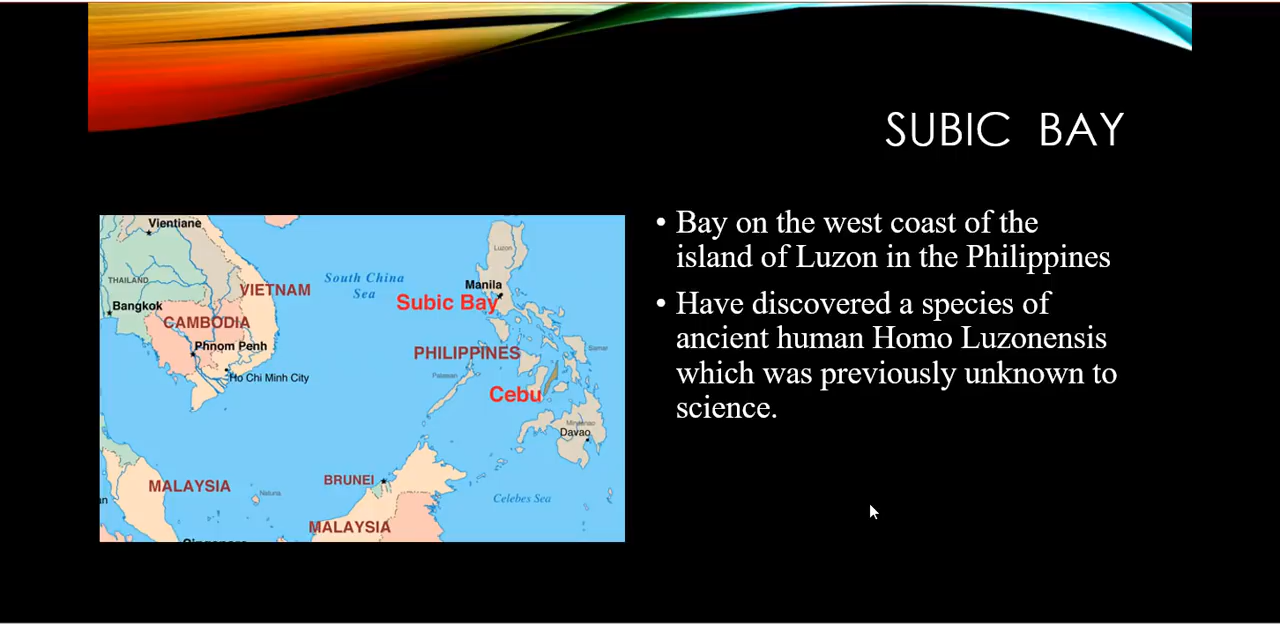 SUBIC BAY
Vientiane
THAILAND
Bangkok
VIETNAM
CAMBODIA
Phnom Penh
Ho Chi Minh City
South China
Sea
Luzon
Manila
Subic Bay
PHILIPPINES
Samar
Palawan
Cebu
Mindanao
Davao
MALAYSIA
Natuna
BRUNEI
MALAYSIA
Celebes Sea
• Bay on the west coast of the
island of Luzon in the Philippines
• Have discovered a species of
ancient human Homo Luzonensis
which was previously unknown to
science.